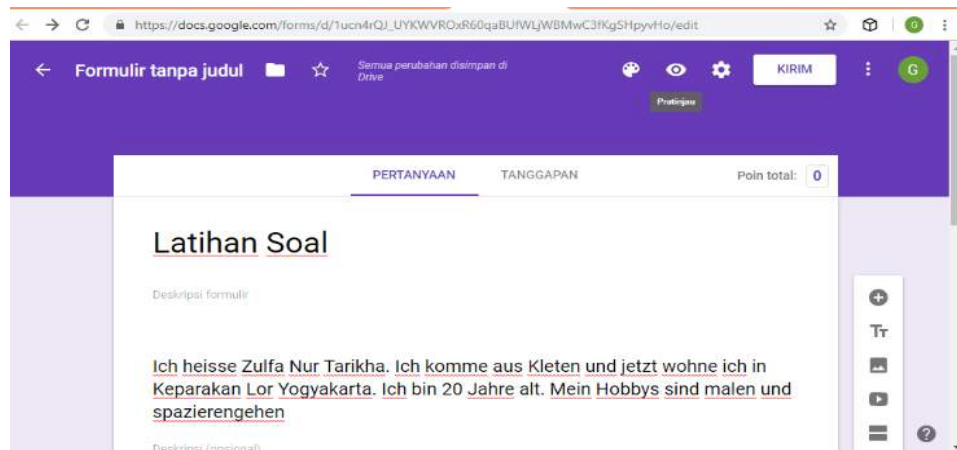 https://docs.google.com/forms/d/1ucn4rQJ_UYKWVROxR60qaBUfWLjWBMwC3fKgSHpyvHo/edit
G
Formulir tanpa judul
Semua perubahan disimpan di
Drive
KIRIM
G
Pratinjau
PERTANYAAN TANGGAPAN Poin total: 0
Latihan Soal
Deskripsi formulir
Ich heisse Zulfa Nur Tarikha. Ich komme aus Kleten und jetzt wohne ich in
Keparakan Lor Yogyakarta. Ich bin 20 Jahre alt. Mein Hobbys sind malen und
spazierengehen
Deskripsi (opsional)
Tт